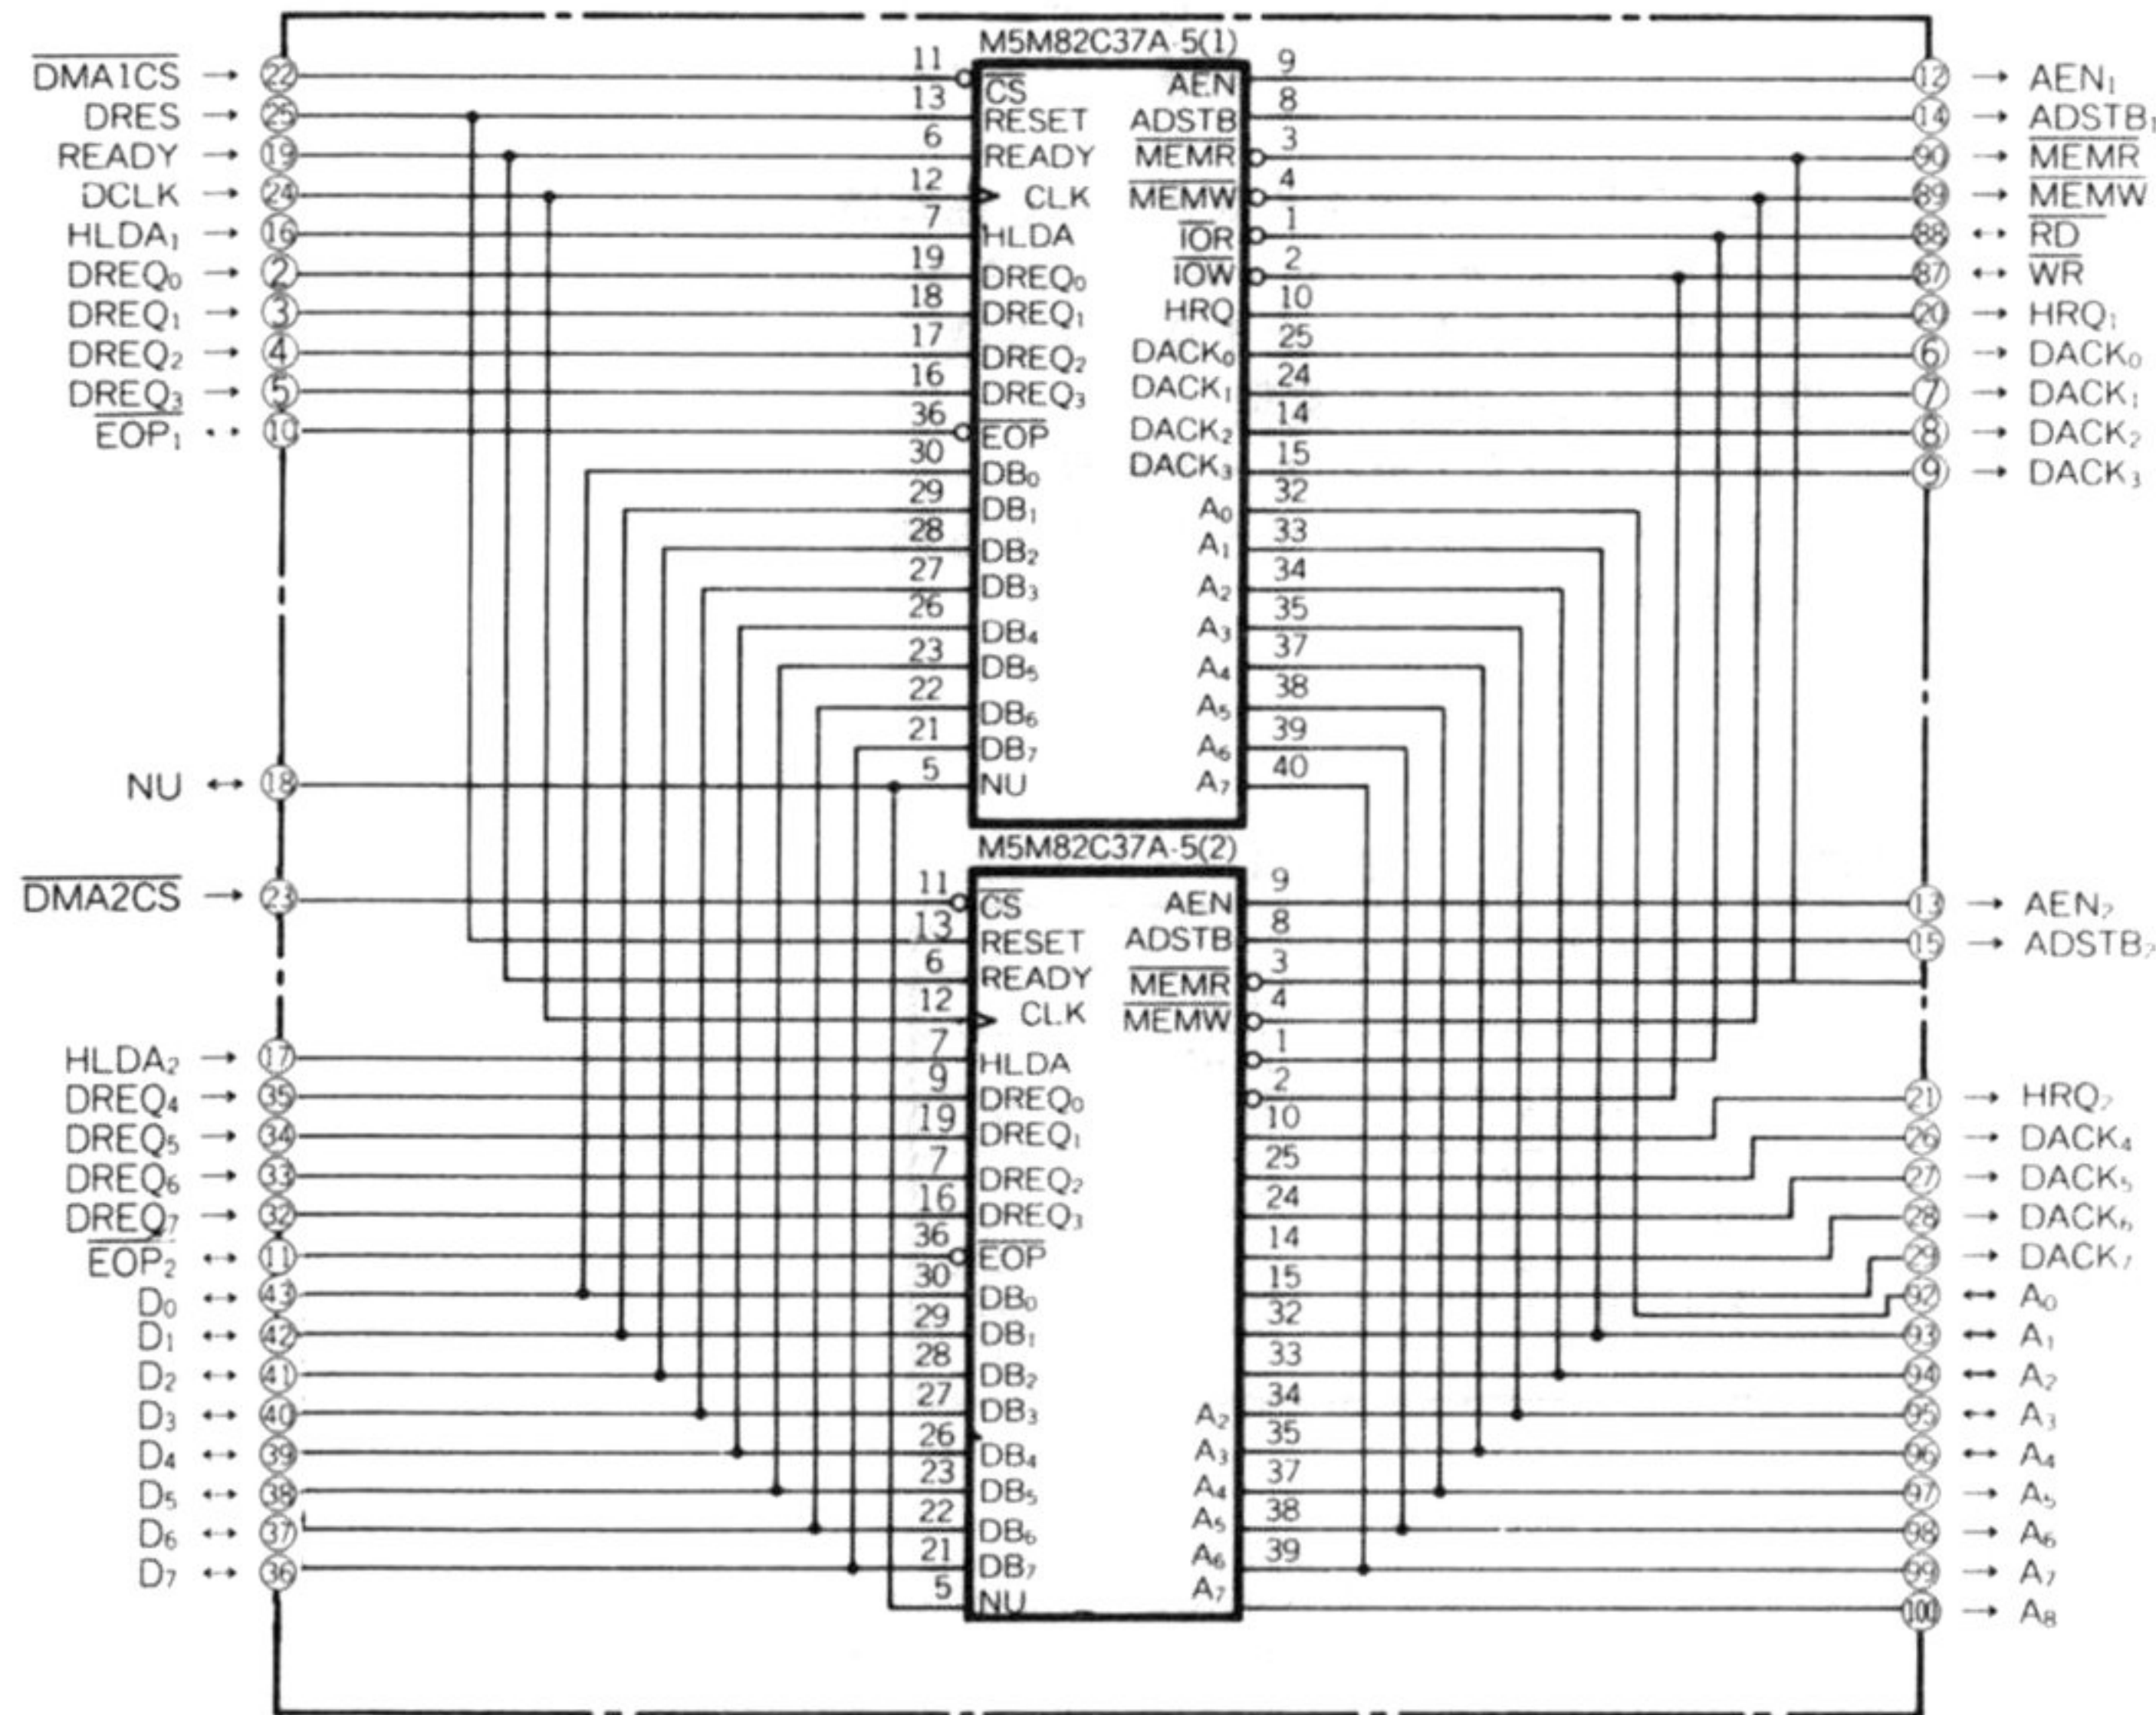 M5M82C37A-5(1)
DMA1CS → 22 11 CS AEN 9 12 → AEN₁
DRES → 25 13 RESET ADSTB 8 14 → ADSTB₁
READY → 19 6 READY MEMR 3 90 → MEMR
DCLK → 24 12 CLK MEMW 4 89 → MEMW
HLDA₁ → 16 7 HLDA IOR 1 88 ↔ RD
DREQ₀ → 2 19 DREQ₀ IOW 2 87 ↔ WR
DREQ₁ → 3 18 DREQ₁ HRQ 10 20 → HRQ₁
DREQ₂ → 4 17 DREQ₂ DACK₀ 25 6 → DACK₀
DREQ₃ → 5 16 DREQ₃ DACK₁ 24 7 → DACK₁
EOP₁ ↔ 10 36 EOP DACK₂ 14 8 → DACK₂
30 DB₀ DACK₃ 15 9 → DACK₃
29 DB₁ A₀ 32
28 DB₂ A₁ 33
27 DB₃ A₂ 34
26 DB₄ A₃ 35
23 DB₅ A₄ 37
22 DB₆ A₅ 38
21 DB₇ A₆ 39
NU ↔ 18 5 NU A₇ 40
M5M82C37A-5(2)
DMA2CS → 23 11 CS AEN 9 13 → AEN₂
13 RESET ADSTB 8 15 → ADSTB₂
6 READY MEMR 3
12 CLK MEMW 4
HLDA₂ → 17 7 HLDA 1
DREQ₄ → 35 9 DREQ₀ 2 21 → HRQ₂
DREQ₅ → 34 19 DREQ₁ 10 26 → DACK₄
DREQ₆ → 33 7 DREQ₂ 25 27 → DACK₅
DREQ₇ → 32 16 DREQ₃ 24 28 → DACK₆
EOP₂ ↔ 11 36 EOP 14 29 → DACK₇
D₀ ↔ 43 30 DB₀ 15 92 ↔ A₀
D₁ ↔ 42 29 DB₁ 32 93 ↔ A₁
D₂ ↔ 41 28 DB₂ 33 94 ↔ A₂
D₃ ↔ 40 27 DB₃ A₂ 34 95 ↔ A₃
D₄ ↔ 39 26 DB₄ A₃ 35 96 ↔ A₄
D₅ ↔ 38 23 DB₅ A₄ 37 97 → A₅
D₆ ↔ 37 22 DB₆ A₅ 38 98 → A₆
D₇ ↔ 36 21 DB₇ A₆ 39 99 → A₇
5 NU A₇ 100 → A₈